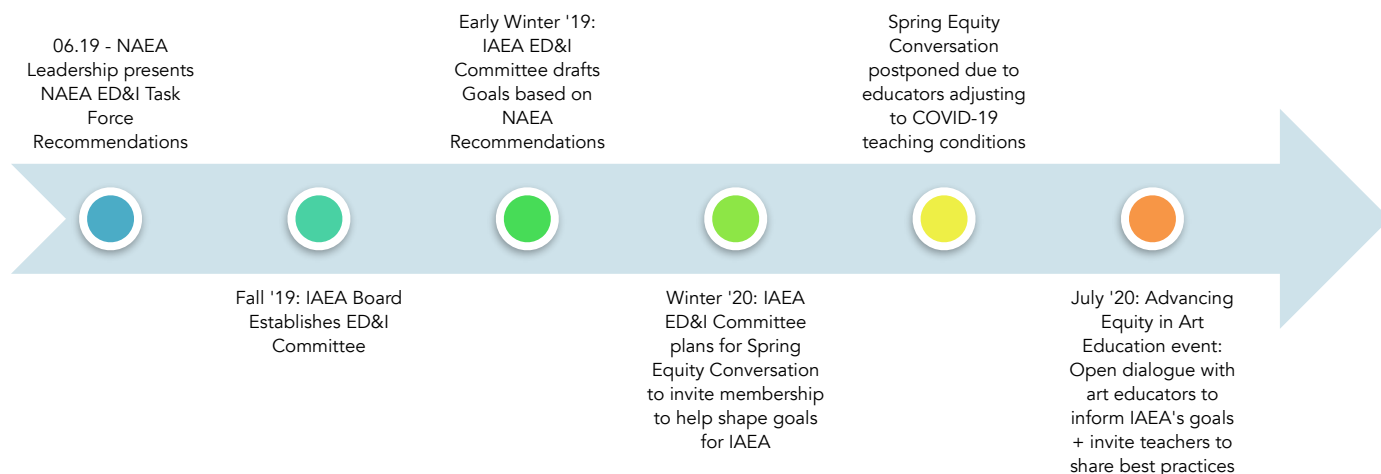 06.19 - NAEA
Leadership presents
NAEA ED&I Task
Force
Recommendations
Fall '19: IAEA Board
Establishes ED&I
Committee
Early Winter '19:
IAEA ED&I
Committee drafts
Goals based on
NAEA
Recommendations
Winter '20: IAEA
ED&I Committee
plans for Spring
Equity Conversation
to invite membership
to help shape goals
for IAEA
Spring Equity
Conversation
postponed due to
educators adjusting
to COVID-19
teaching conditions
July '20: Advancing
Equity in Art
Education event:
Open dialogue with
art educators to
inform IAEA's goals
+ invite teachers to
share best practices